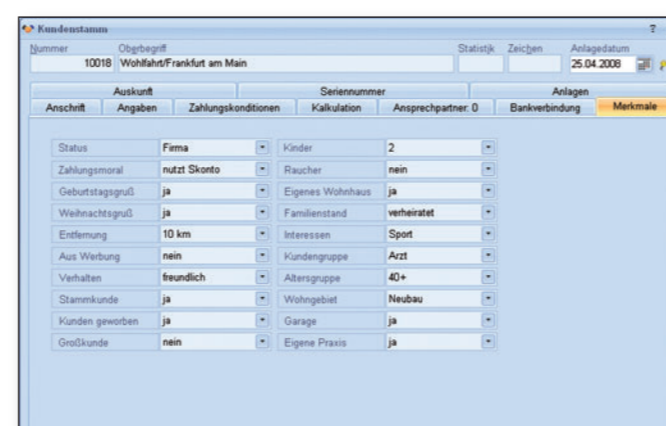 Kundenstamm ?
Nummer Oberbegriff Statistik Zeichen Anlagedatum
10018 Wohlfahrt/Frankfurt am Main 25.04.2008
Auskunft Seriennummer Anlagen
Anschrift Angaben Zahlungskonditionen Kalkulation Ansprechpartner: 0 Bankverbindung Merkmale
Status Firma Kinder 2
Zahlungsmoral nutzt Skonto Raucher nein
Geburtstagsgruß ja Eigenes Wohnhaus ja
Weihnachtsgruß ja Familienstand verheiratet
Entfernung 10 km Interessen Sport
Aus Werbung nein Kundengruppe Arzt
Verhalten freundlich Altersgruppe 40+
Stammkunde ja Wohngebiet Neubau
Kunden geworben ja Garage ja
Großkunde nein Eigene Praxis ja